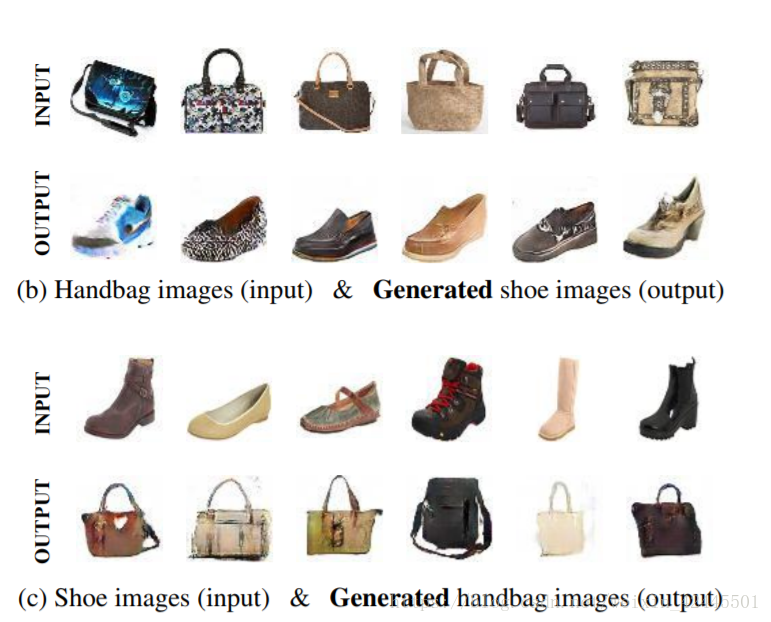 INPUT
OUTPUT
(b) Handbag images (input) & Generated shoe images (output)
INPUT
OUTPUT
(c) Shoe images (input) & Generated handbag images (output)